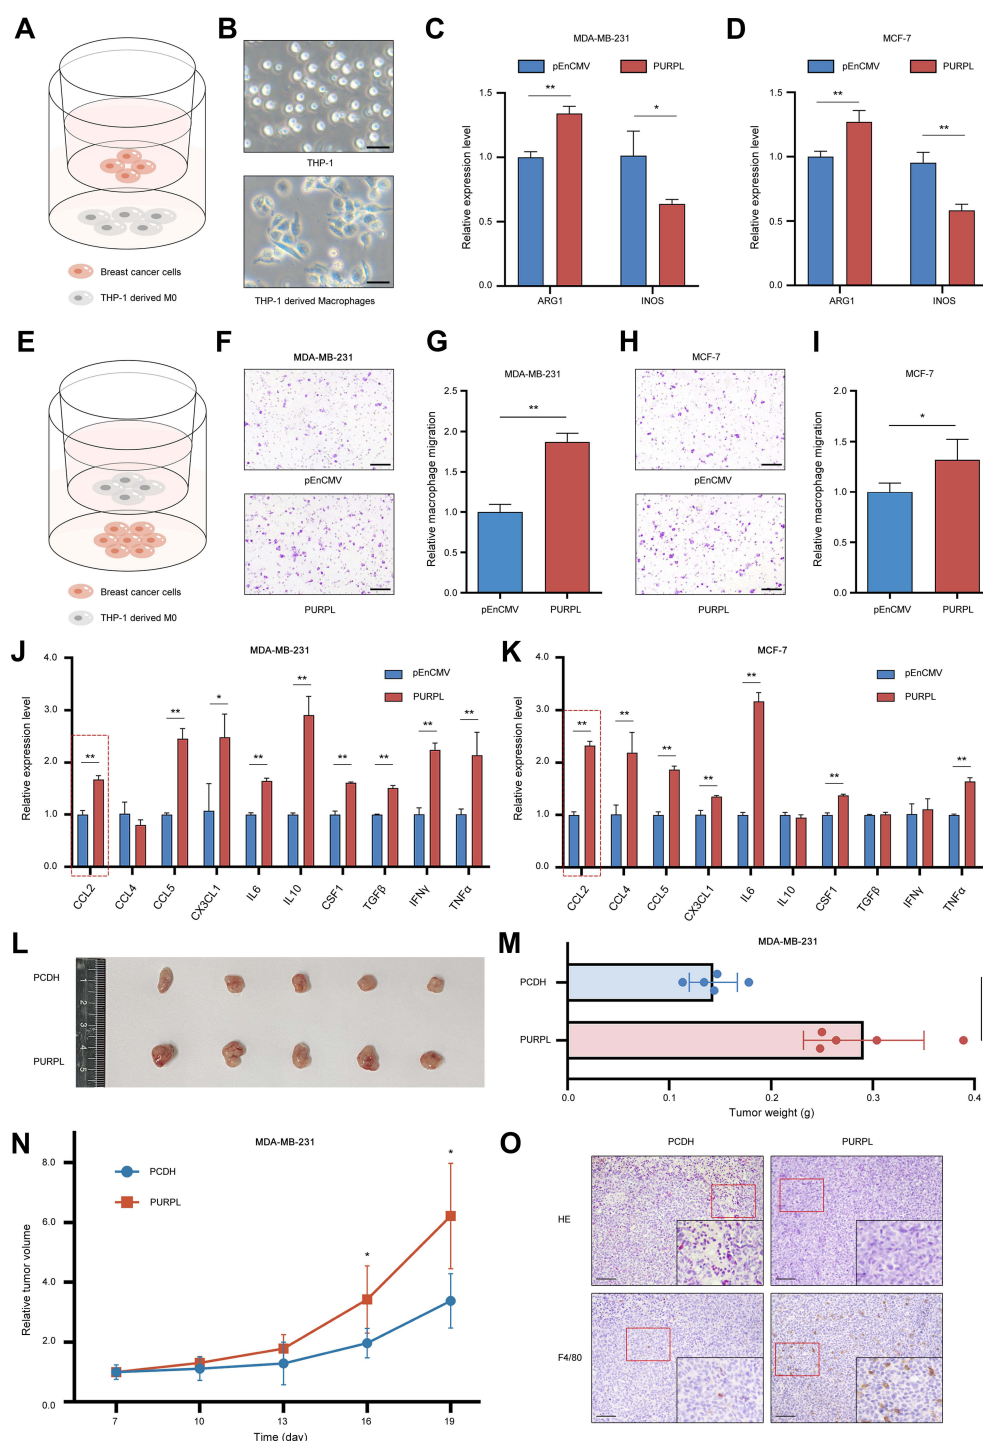 A
Breast cancer cells
THP-1 derived M0
B
THP-1
THP-1 derived Macrophages
C
MDA-MB-231
pEnCMV
PURPL
Relative expression level
1.5
1.0
0.5
0.0
**
*
ARG1
INOS
D
MCF-7
pEnCMV
PURPL
Relative expression level
1.5
1.0
0.5
0.0
**
**
ARG1
INOS
E
Breast cancer cells
THP-1 derived M0
F
MDA-MB-231
pEnCMV
PURPL
G
MDA-MB-231
Relative macrophage migration
2.5
2.0
1.5
1.0
0.5
0.0
**
pEnCMV
PURPL
H
MCF-7
pEnCMV
PURPL
I
MCF-7
Relative macrophage migration
2.0
1.5
1.0
0.5
0.0
*
pEnCMV
PURPL
J
MDA-MB-231
pEnCMV
PURPL
Relative expression level
4.0
3.0
2.0
1.0
0.0
**
**
*
**
**
**
**
**
**
CCL2
CCL4
CCL5
CX3CL1
IL6
IL10
CSF1
TGFβ
IFNγ
TNFα
K
MCF-7
pEnCMV
PURPL
Relative expression level
4.0
3.0
2.0
1.0
0.0
**
**
**
**
**
**
**
CCL2
CCL4
CCL5
CX3CL1
IL6
IL10
CSF1
TGFβ
IFNγ
TNFα
L
PCDH
PURPL
1
2
3
4
5
M
MDA-MB-231
PCDH
PURPL
0.0
0.1
0.2
0.3
0.4
Tumor weight (g)
N
MDA-MB-231
PCDH
PURPL
Relative tumor volume
8.0
6.0
4.0
2.0
0.0
*
*
7
10
13
16
19
Time (day)
O
PCDH
PURPL
HE
F4/80